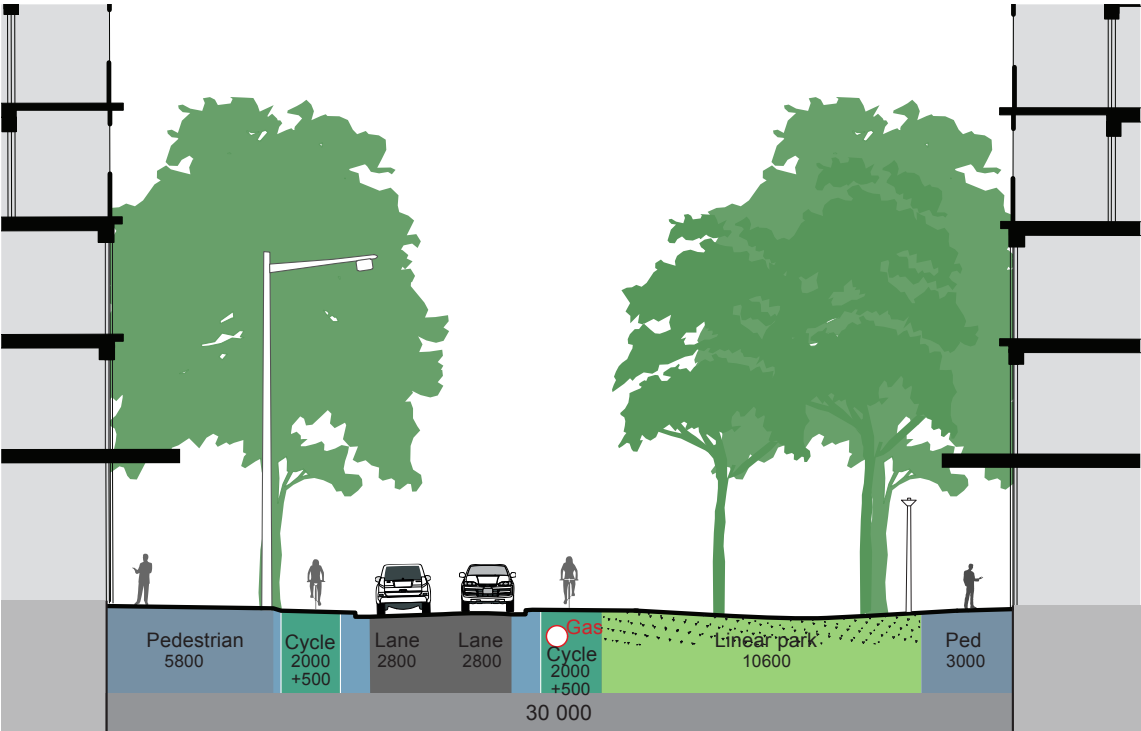 Pedestrian
5800
Cycle
2000
+500
Lane
2800
Lane
2800
Gas
Cycle
2000
+500
Linear park
10600
Ped
3000
30 000